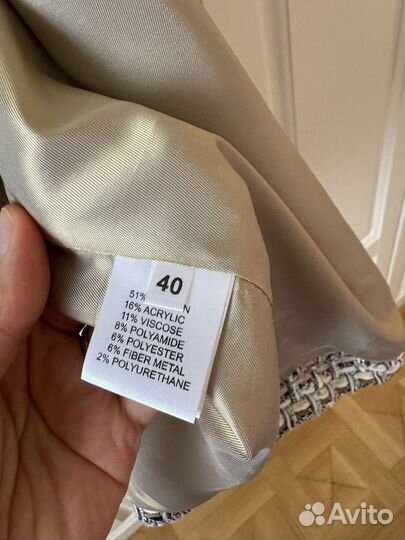 40
51% N
16% ACRYLIC
11% VISCOSE
8% POLYAMIDE
6% POLYESTER
6% FIBER METAL
2% POLYURETHANE
Avito